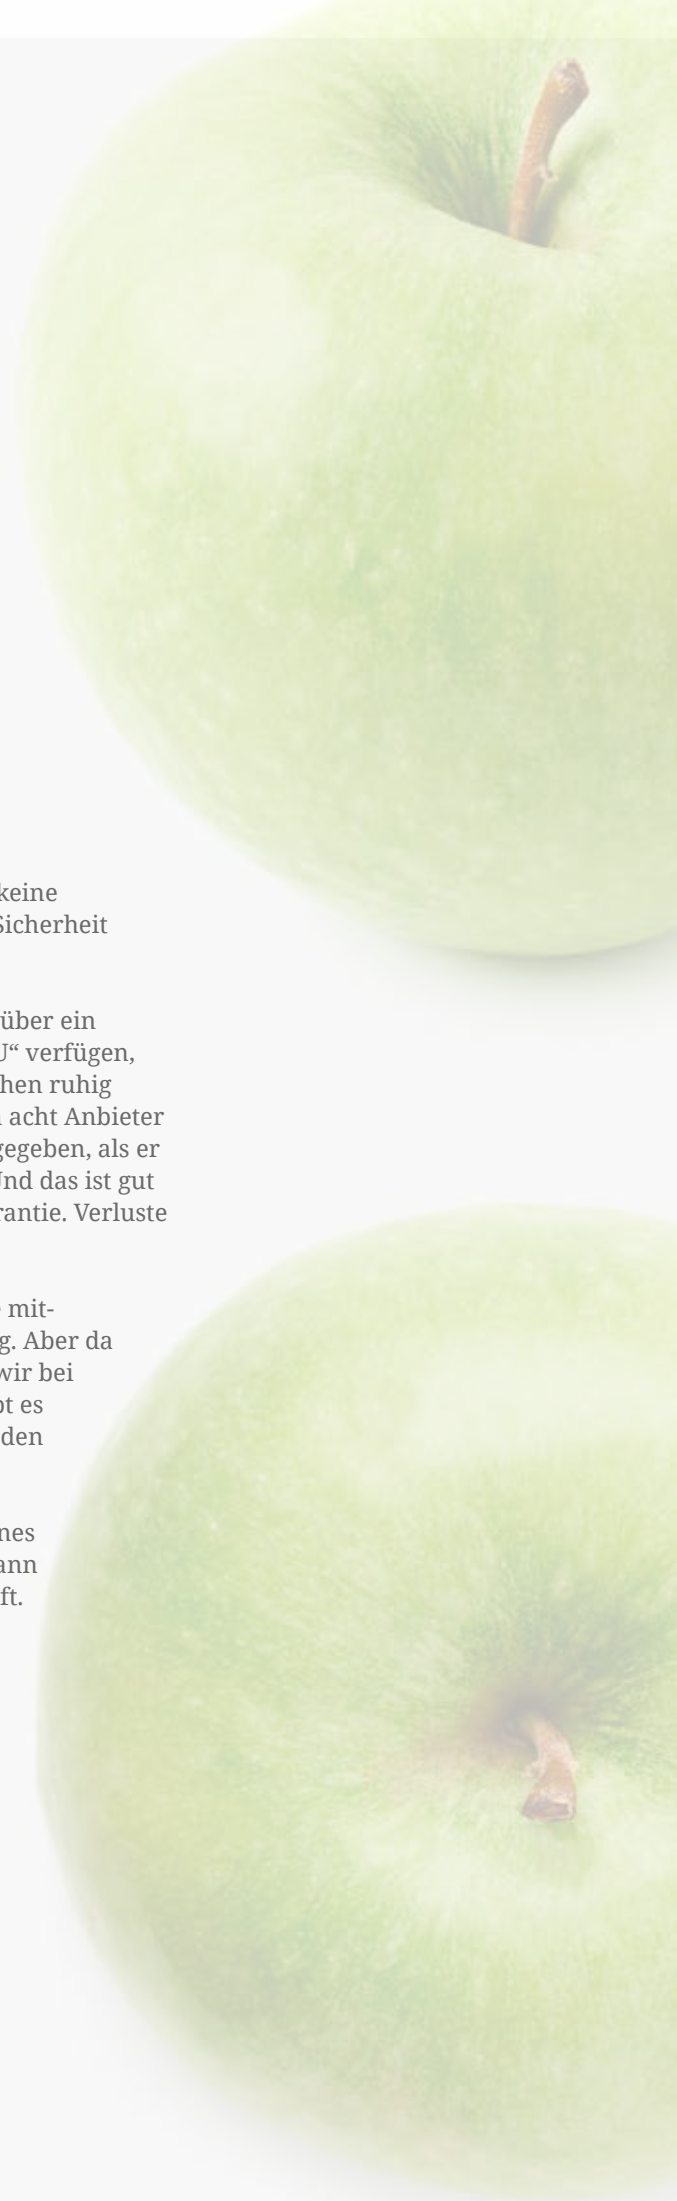 keine
Sicherheit
über ein
U“ verfügen,
hen ruhig
acht Anbieter
gegeben, als er
Und das ist gut
rantie. Verluste
mit-
g. Aber da
wir bei
es
den
nes
ann
ft.